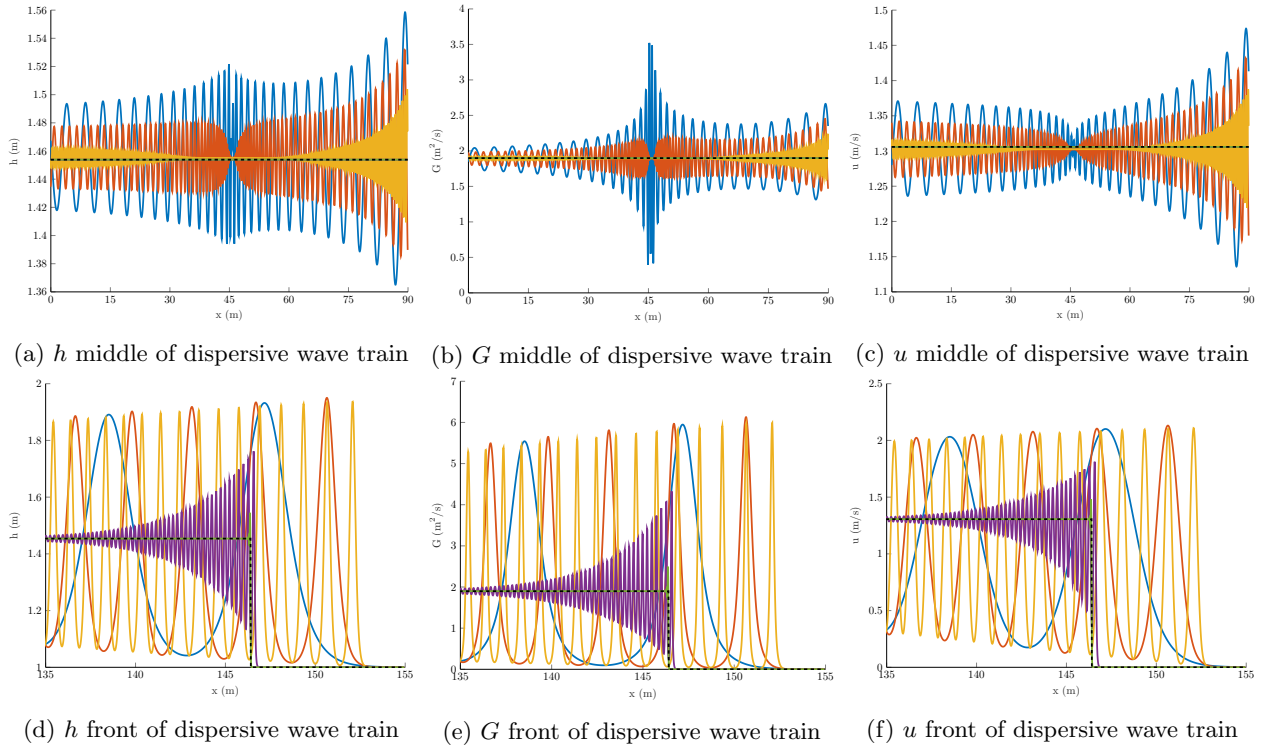 1.56
1.54
1.52
1.5
1.48
1.46
1.44
1.42
1.4
1.38
1.36
h (m)
0 15 30 45 60 75 90
x (m)
4
3.5
3
2.5
2
1.5
1
0.5
0
G (m²/s)
0 15 30 45 60 75 90
x (m)
1.5
1.45
1.4
1.35
1.3
1.25
1.2
1.15
1.1
u (m/s)
0 15 30 45 60 75 90
x (m)
(a) h middle of dispersive wave train
(b) G middle of dispersive wave train
(c) u middle of dispersive wave train
2
1.8
1.6
1.4
1.2
1
h (m)
135 140 145 150 155
x (m)
7
6
5
4
3
2
1
0
G (m²/s)
135 140 145 150 155
x (m)
2.5
2
1.5
1
0.5
0
u (m/s)
135 140 145 150 155
x (m)
(d) h front of dispersive wave train
(e) G front of dispersive wave train
(f) u front of dispersive wave train